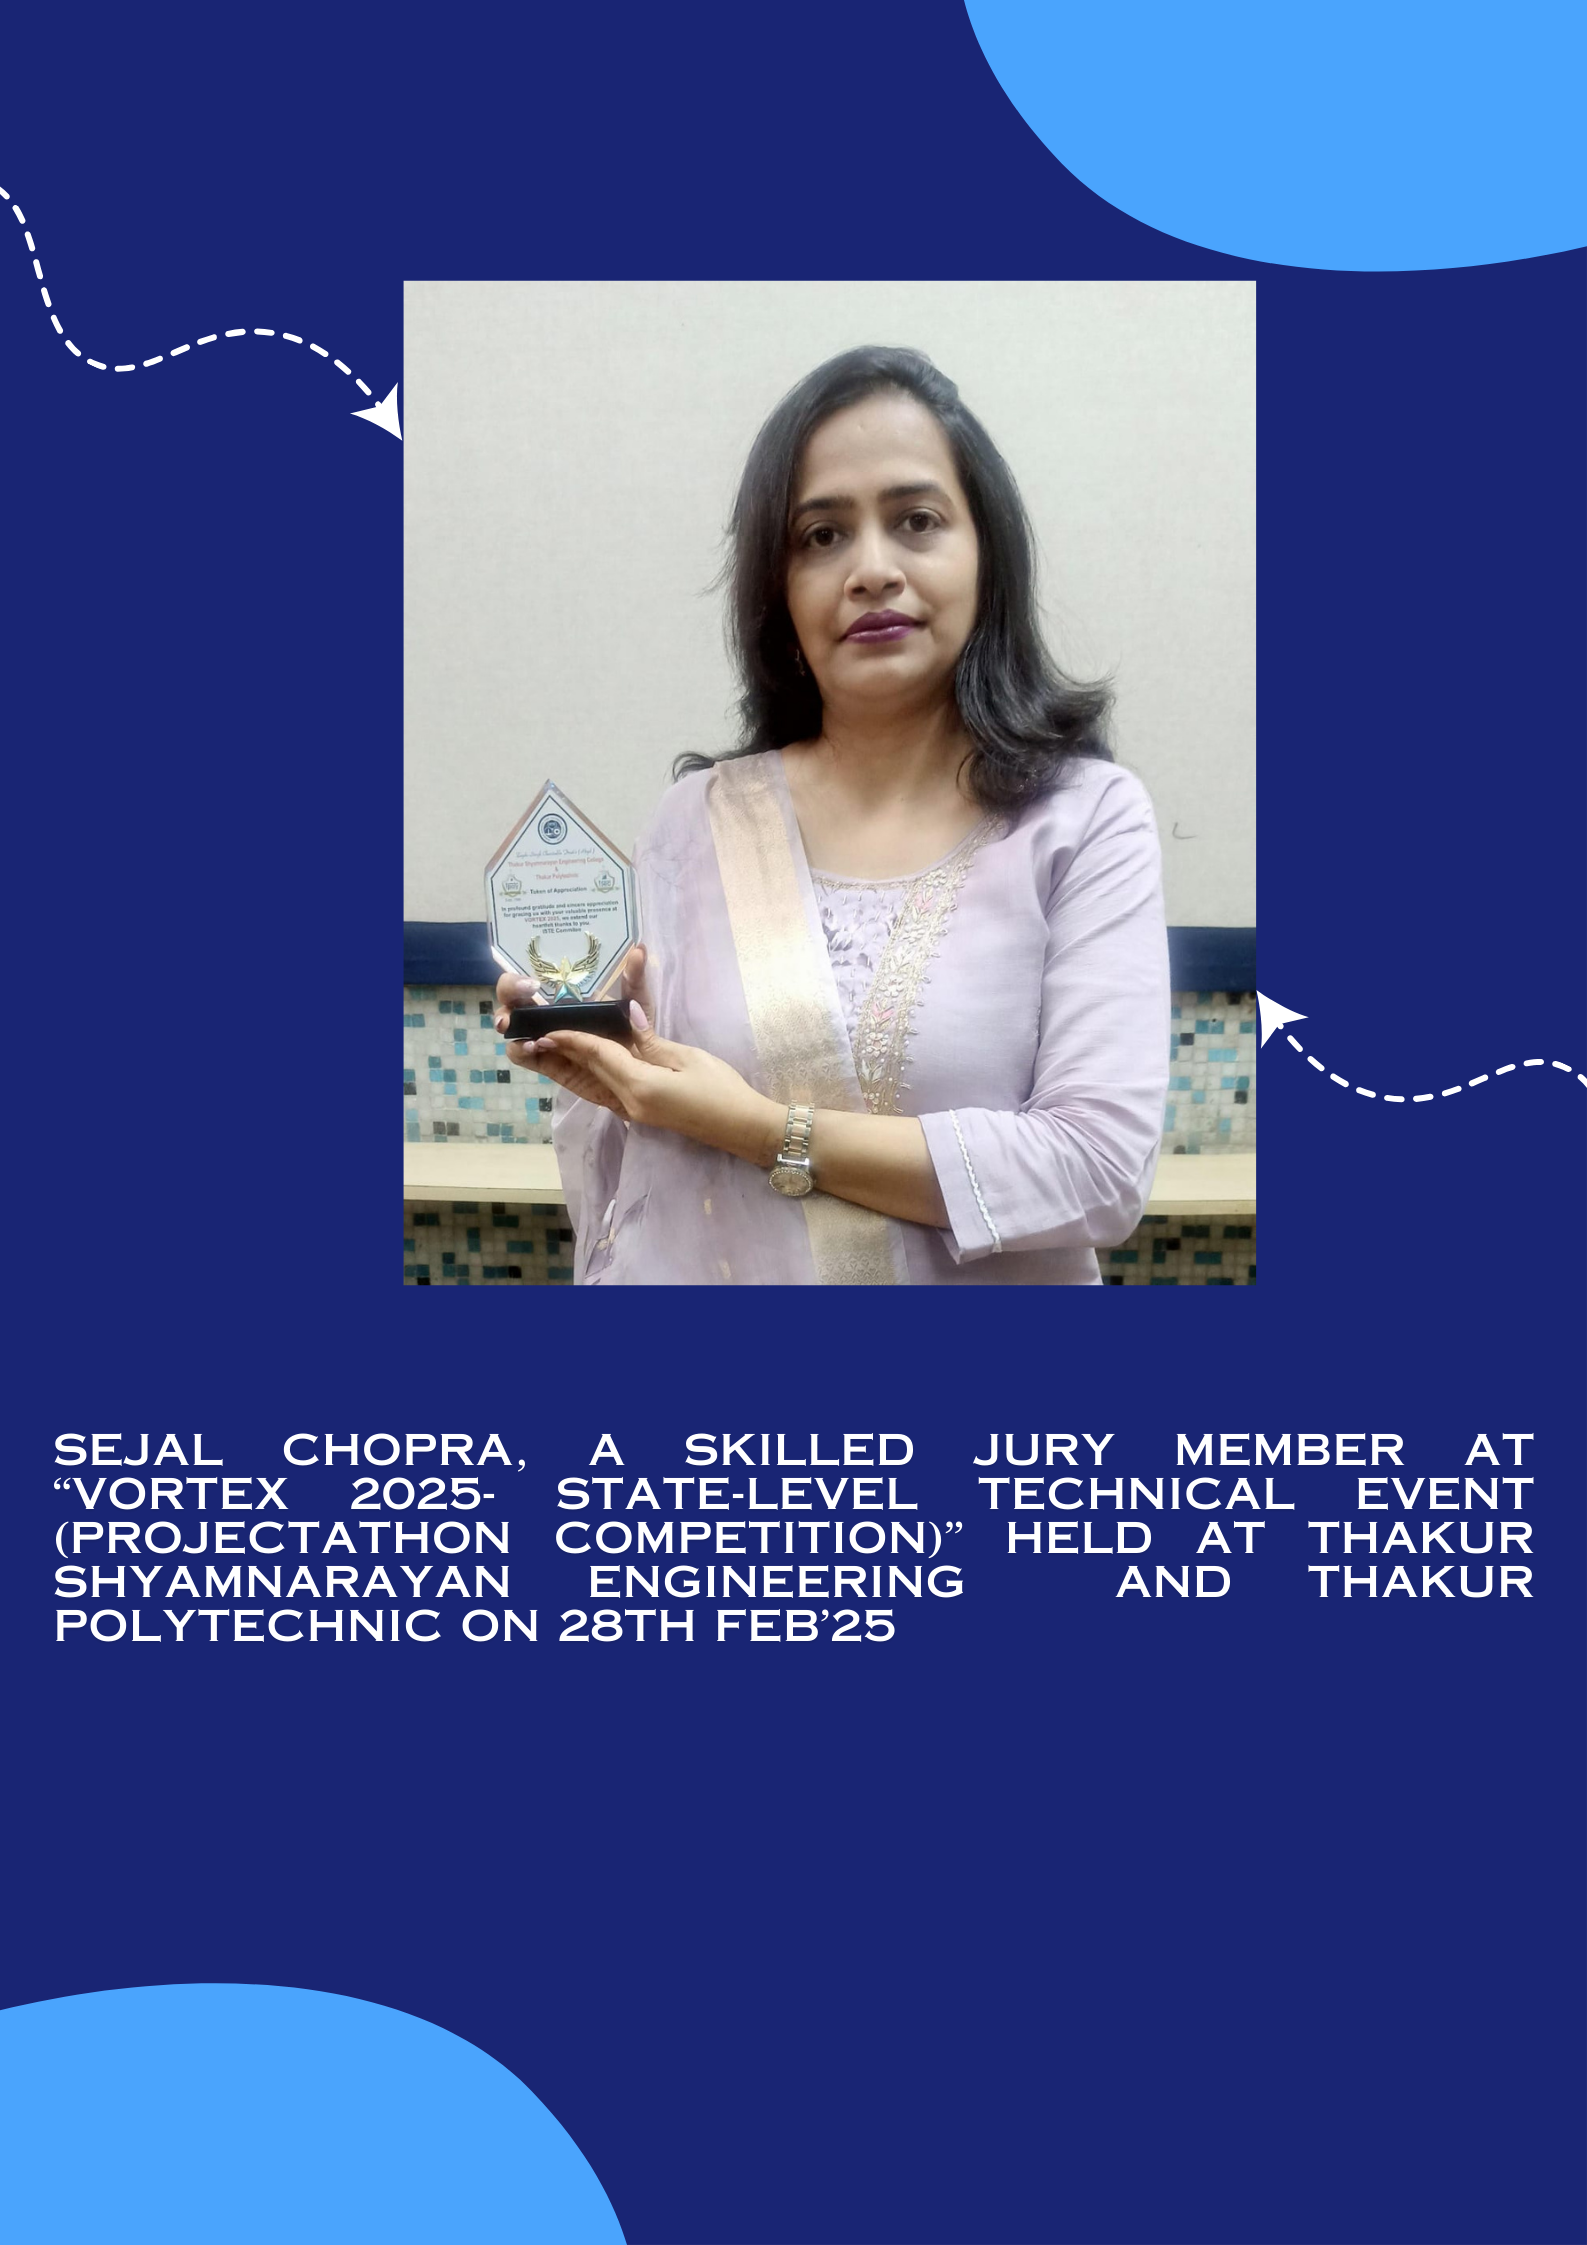 Thakur Shyamnarayan Engineering College
&
Thakur Polytechnic
Token of Appreciation
In profound gratitude and sincere appreciation
for gracing us with your valuable presence at
VORTEX 2025, we extend our
heartfelt thanks to you.
ISTE Committee
SEJAL CHOPRA, A SKILLED JURY MEMBER AT
“VORTEX 2025- STATE-LEVEL TECHNICAL EVENT
(PROJECTATHON COMPETITION)” HELD AT THAKUR
SHYAMNARAYAN ENGINEERING AND THAKUR
POLYTECHNIC ON 28TH FEB’25